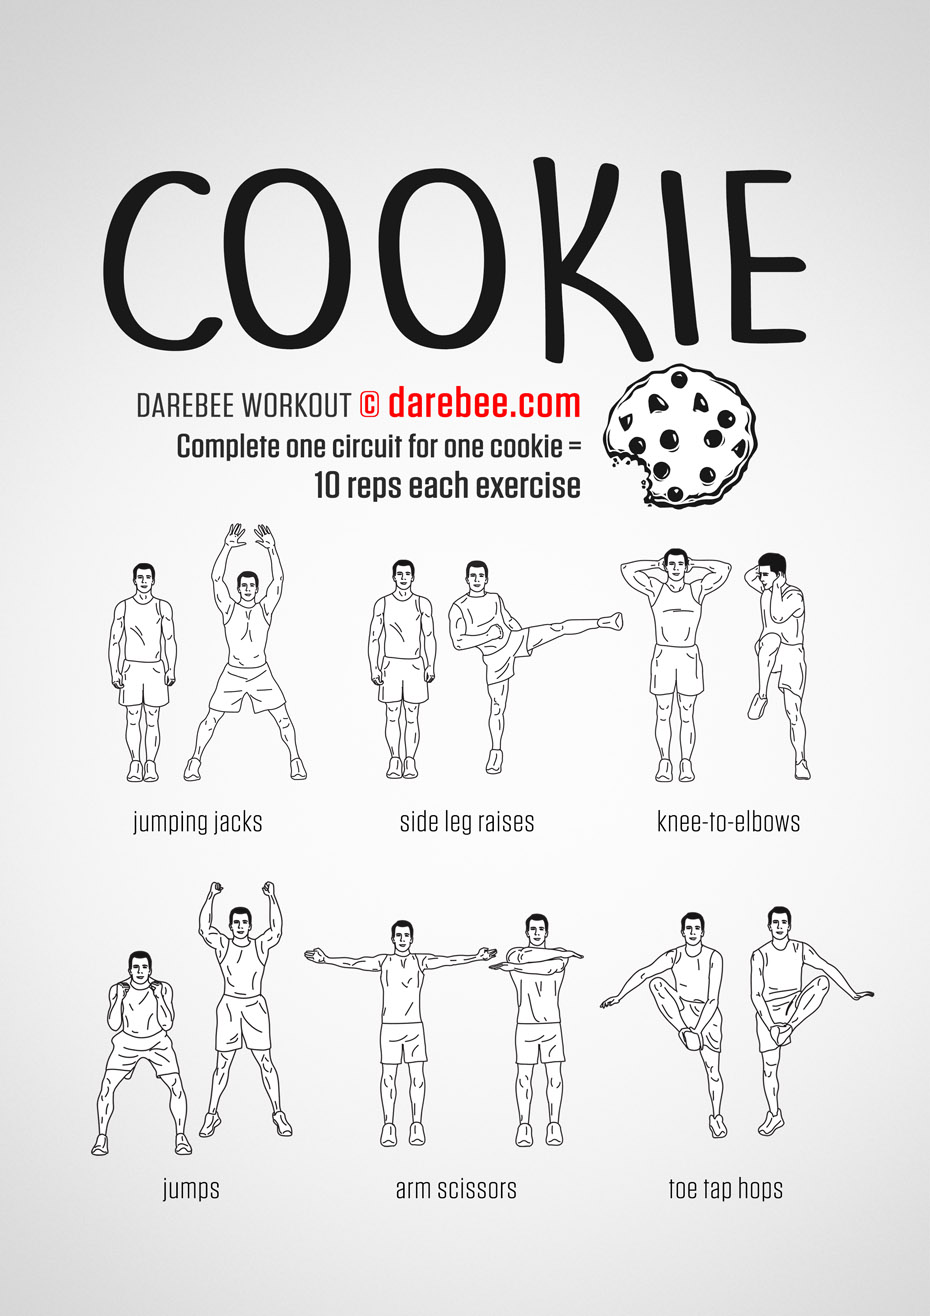 COOKIE
DAREBEE WORKOUT © darebee.com
Complete one circuit for one cookie =
10 reps each exercise
jumping jacks
side leg raises
knee-to-elbows
jumps
arm scissors
toe tap hops